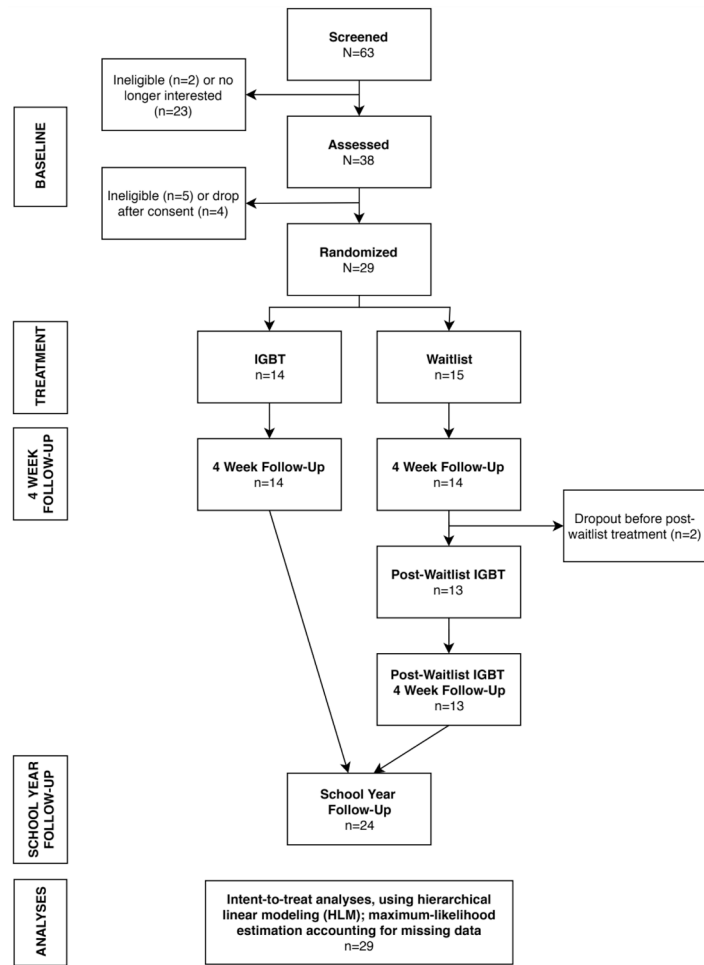 Screened
N=63
Ineligible (n=2) or no
longer interested
(n=23)
BASELINE
Assessed
N=38
Ineligible (n=5) or drop
after consent (n=4)
Randomized
N=29
TREATMENT
IGBT
n=14
Waitlist
n=15
4 WEEK
FOLLOW-UP
4 Week Follow-Up
n=14
4 Week Follow-Up
n=14
Dropout before post-
waitlist treatment (n=2)
Post-Waitlist IGBT
n=13
Post-Waitlist IGBT
4 Week Follow-Up
n=13
SCHOOL YEAR
FOLLOW-UP
School Year
Follow-Up
n=24
ANALYSES
Intent-to-treat analyses, using hierarchical
linear modeling (HLM); maximum-likelihood
estimation accounting for missing data
n=29